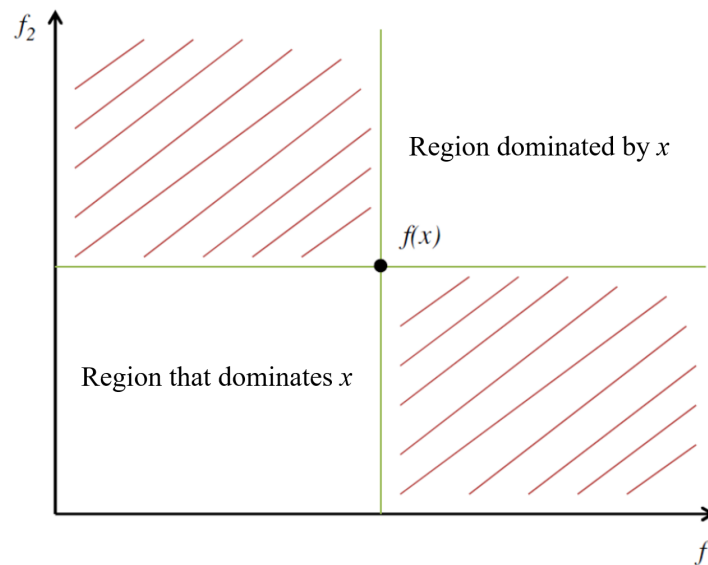 f₂
Region dominated by x
f(x)
Region that dominates x
f